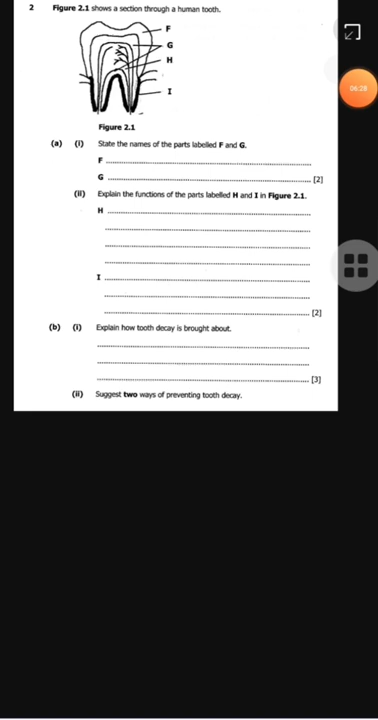 2 Figure 2.1 shows a section through a human tooth.
F
G
H
I
Figure 2.1
(a) (i) State the names of the parts labelled F and G.
F ........................................................................
G ........................................................................ [2]
(ii) Explain the functions of the parts labelled H and I in Figure 2.1.
H ........................................................................
........................................................................
........................................................................
........................................................................
I ........................................................................
........................................................................
........................................................................ [2]
(b) (i) Explain how tooth decay is brought about.
........................................................................
........................................................................
........................................................................ [3]
(ii) Suggest two ways of preventing tooth decay.